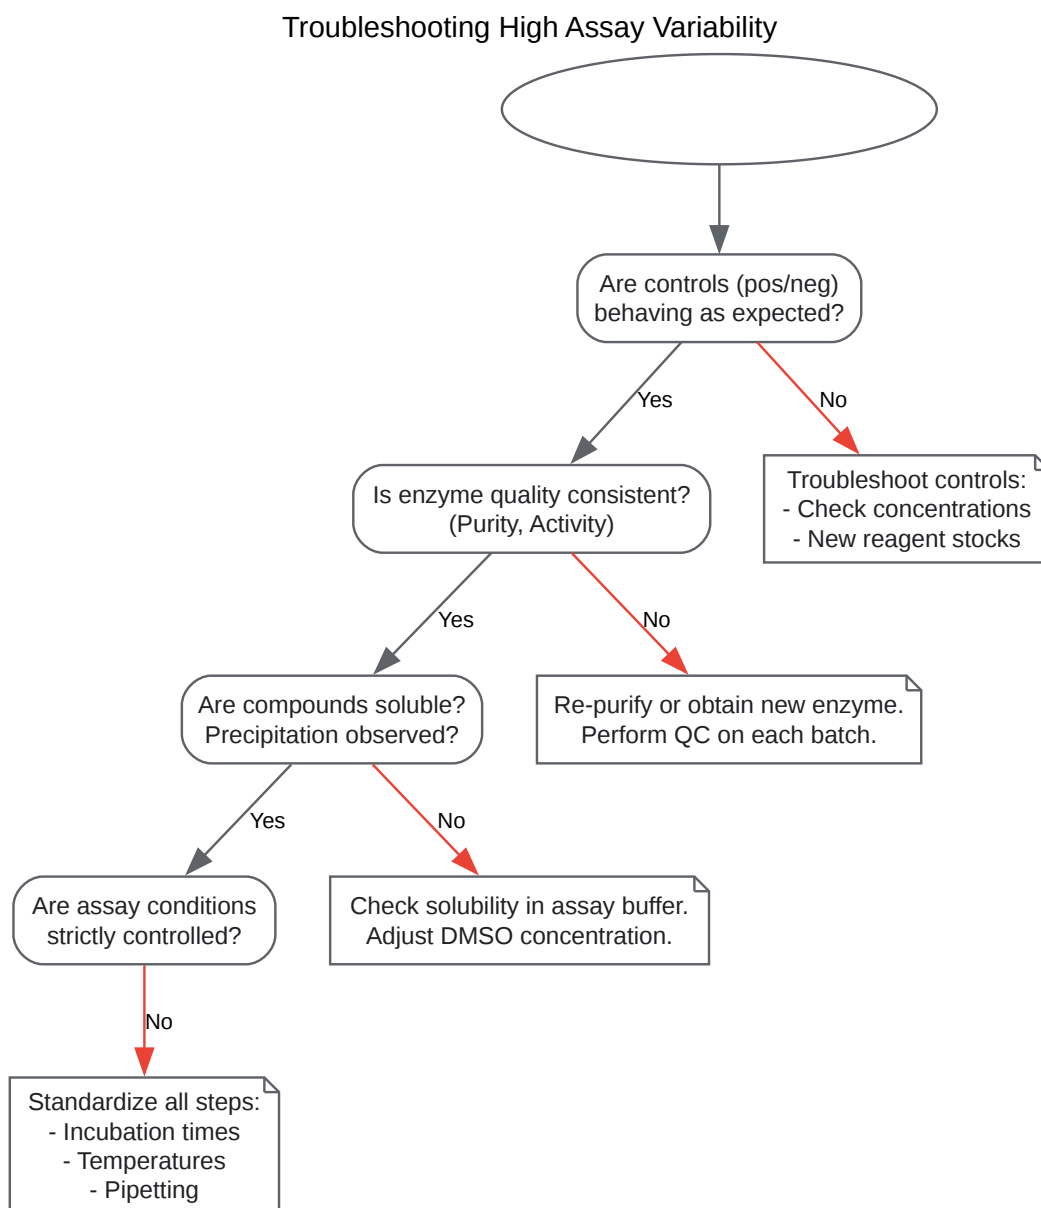 Troubleshooting High Assay Variability
Are controls (pos/neg)
behaving as expected?
Yes
No
Troubleshoot controls:
- Check concentrations
- New reagent stocks
Is enzyme quality consistent?
(Purity, Activity)
Yes
No
Re-purify or obtain new enzyme.
Perform QC on each batch.
Are compounds soluble?
Precipitation observed?
Yes
No
Check solubility in assay buffer.
Adjust DMSO concentration.
Are assay conditions
strictly controlled?
No
Standardize all steps:
- Incubation times
- Temperatures
- Pipetting